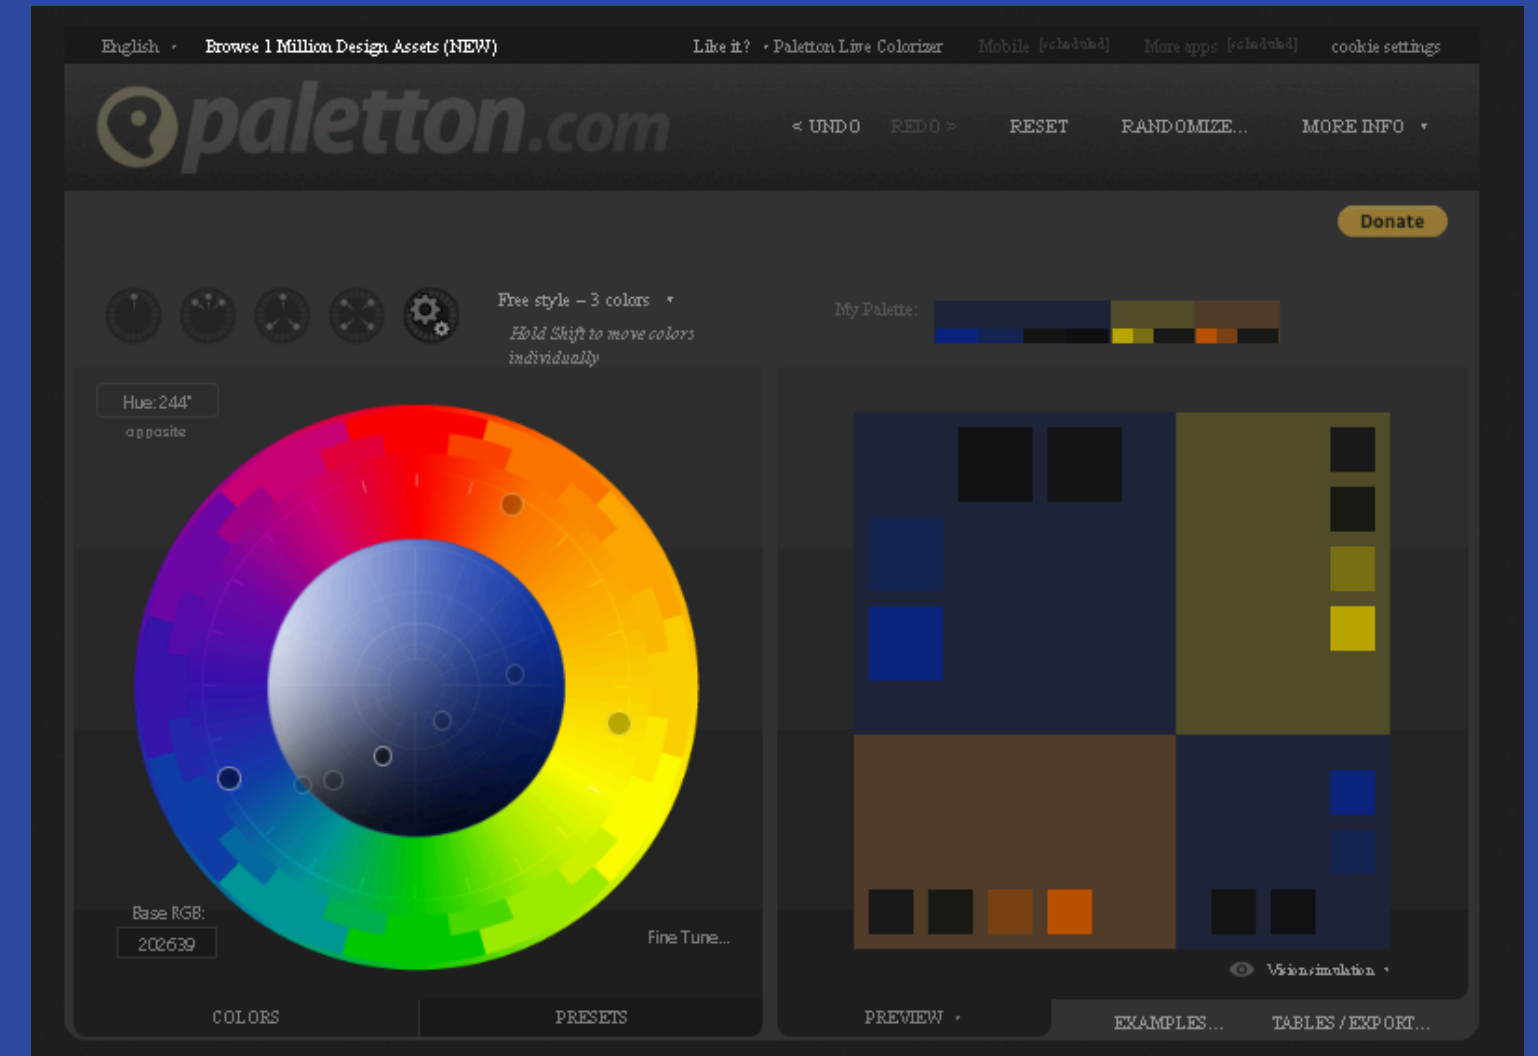 English
Browse 1 Million Design Assets (NEW)
Like it?
Paletton Live Colorizer
Mobile [scheduled]
More apps [scheduled]
cookie settings
paletton.com
< UNDO
REDO >
RESET
RANDOMIZE...
MORE INFO
Donate
Free style – 3 colors
Hold Shift to move colors
individually
My Palette:
Hue: 244°
opposite
Base RGB:
202639
Fine Tune...
Vision simulation
COLORS
PRESETS
PREVIEW
EXAMPLES...
TABLES / EXPORT...